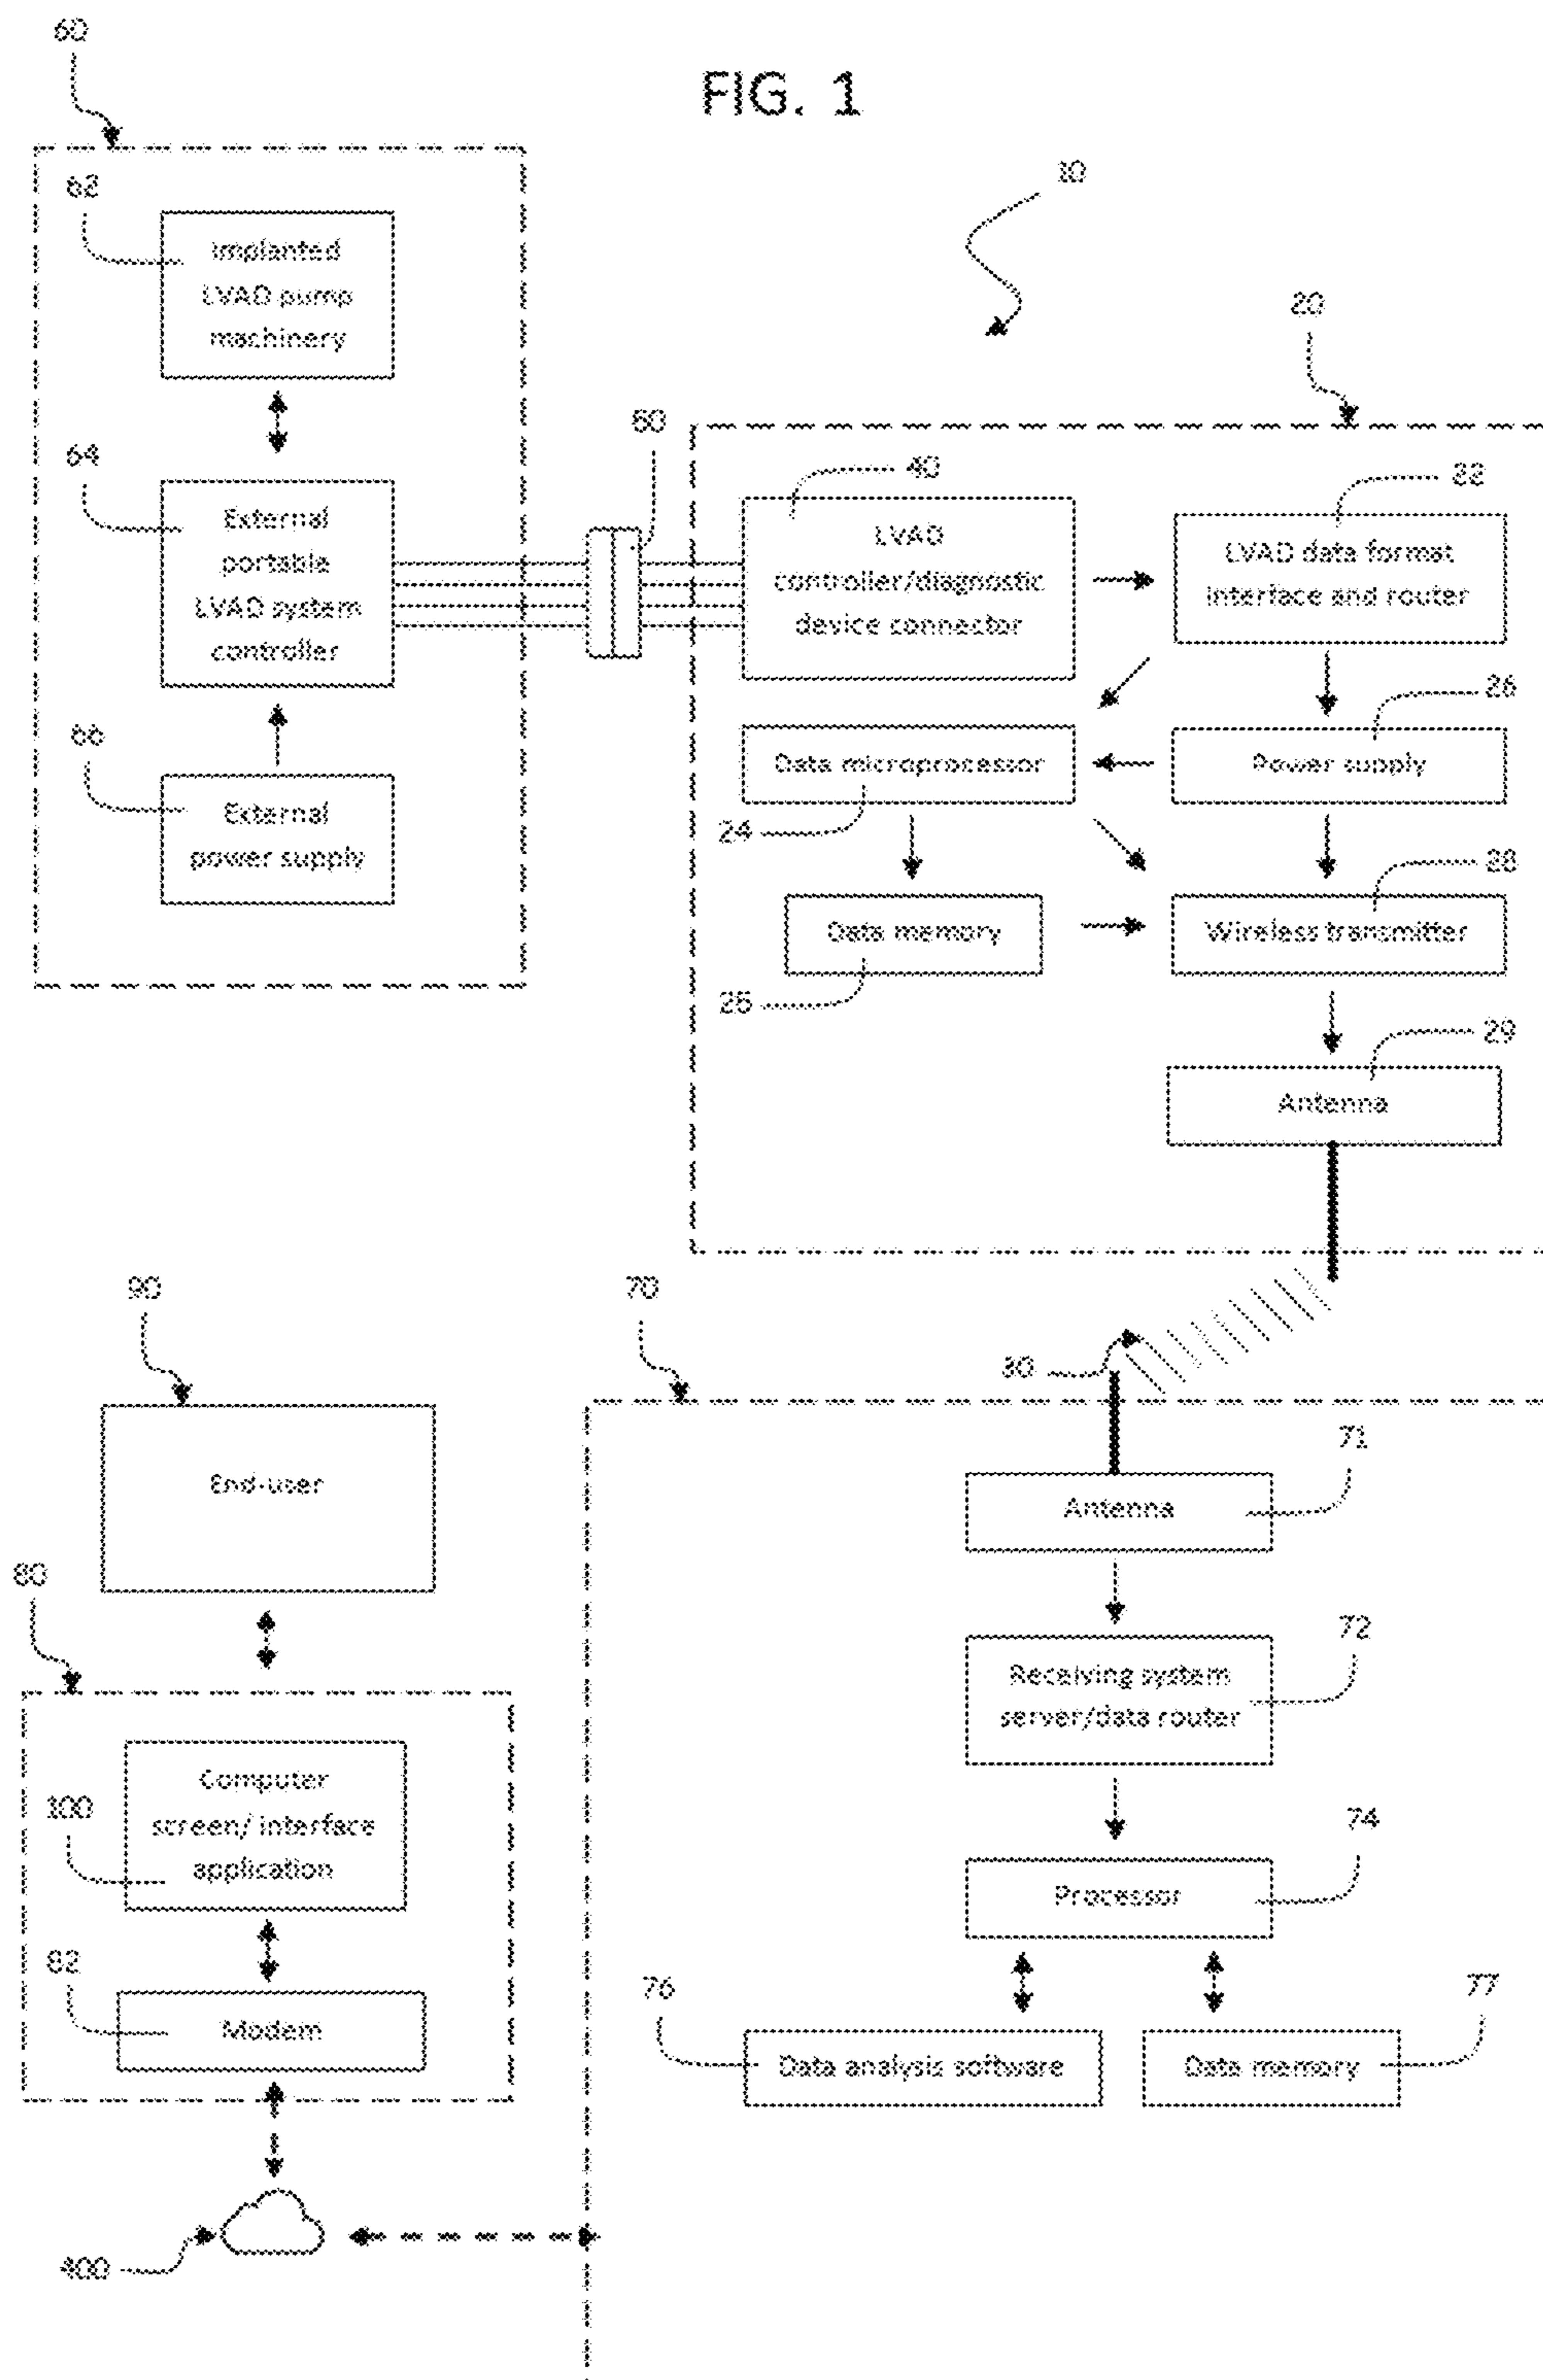 60
FIG. 1
10
62
Implanted
LVAD pump
machinery
20
64
External
portable
LVAD system
controller
40
LVAD
controller/diagnostic
device connector
22
LVAD data format
interface and router
66
External
power supply
26
Power supply
Data microprocessor
24
28
Wireless transmitter
Data memory
25
29
Antenna
90
End-user
70
30
71
Antenna
80
72
Receiving system
server/data router
100
Computer
screen/ interface
application
74
Processor
82
Modem
76
Data analysis software
77
Data memory
400